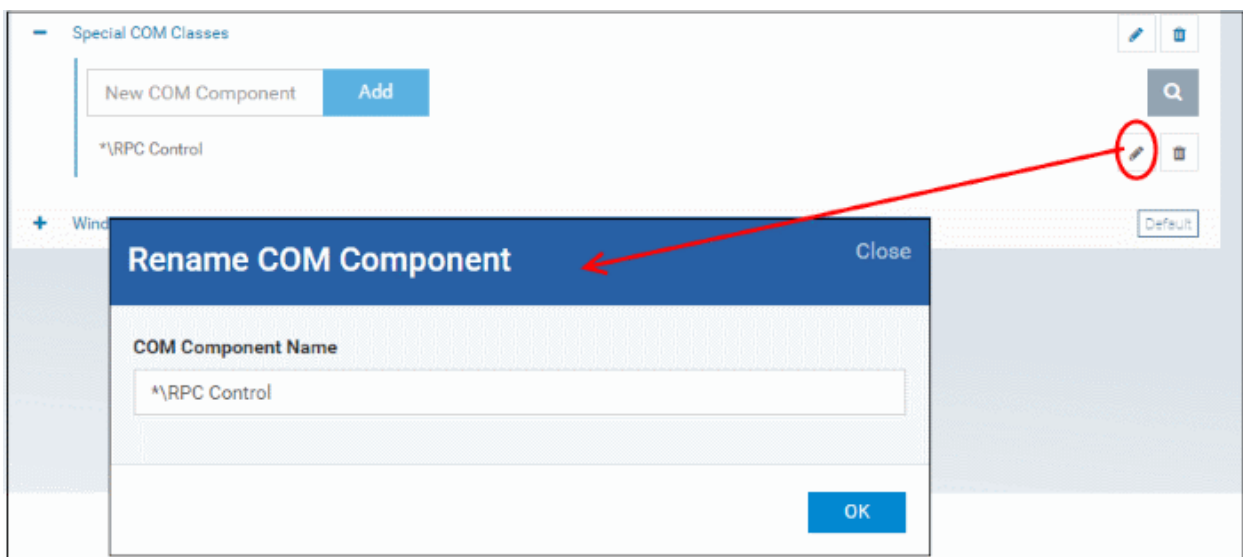 Special COM Classes
New COM Component Add
*\RPC Control
Wind
Default
Rename COM Component Close
COM Component Name
*\RPC Control
OK